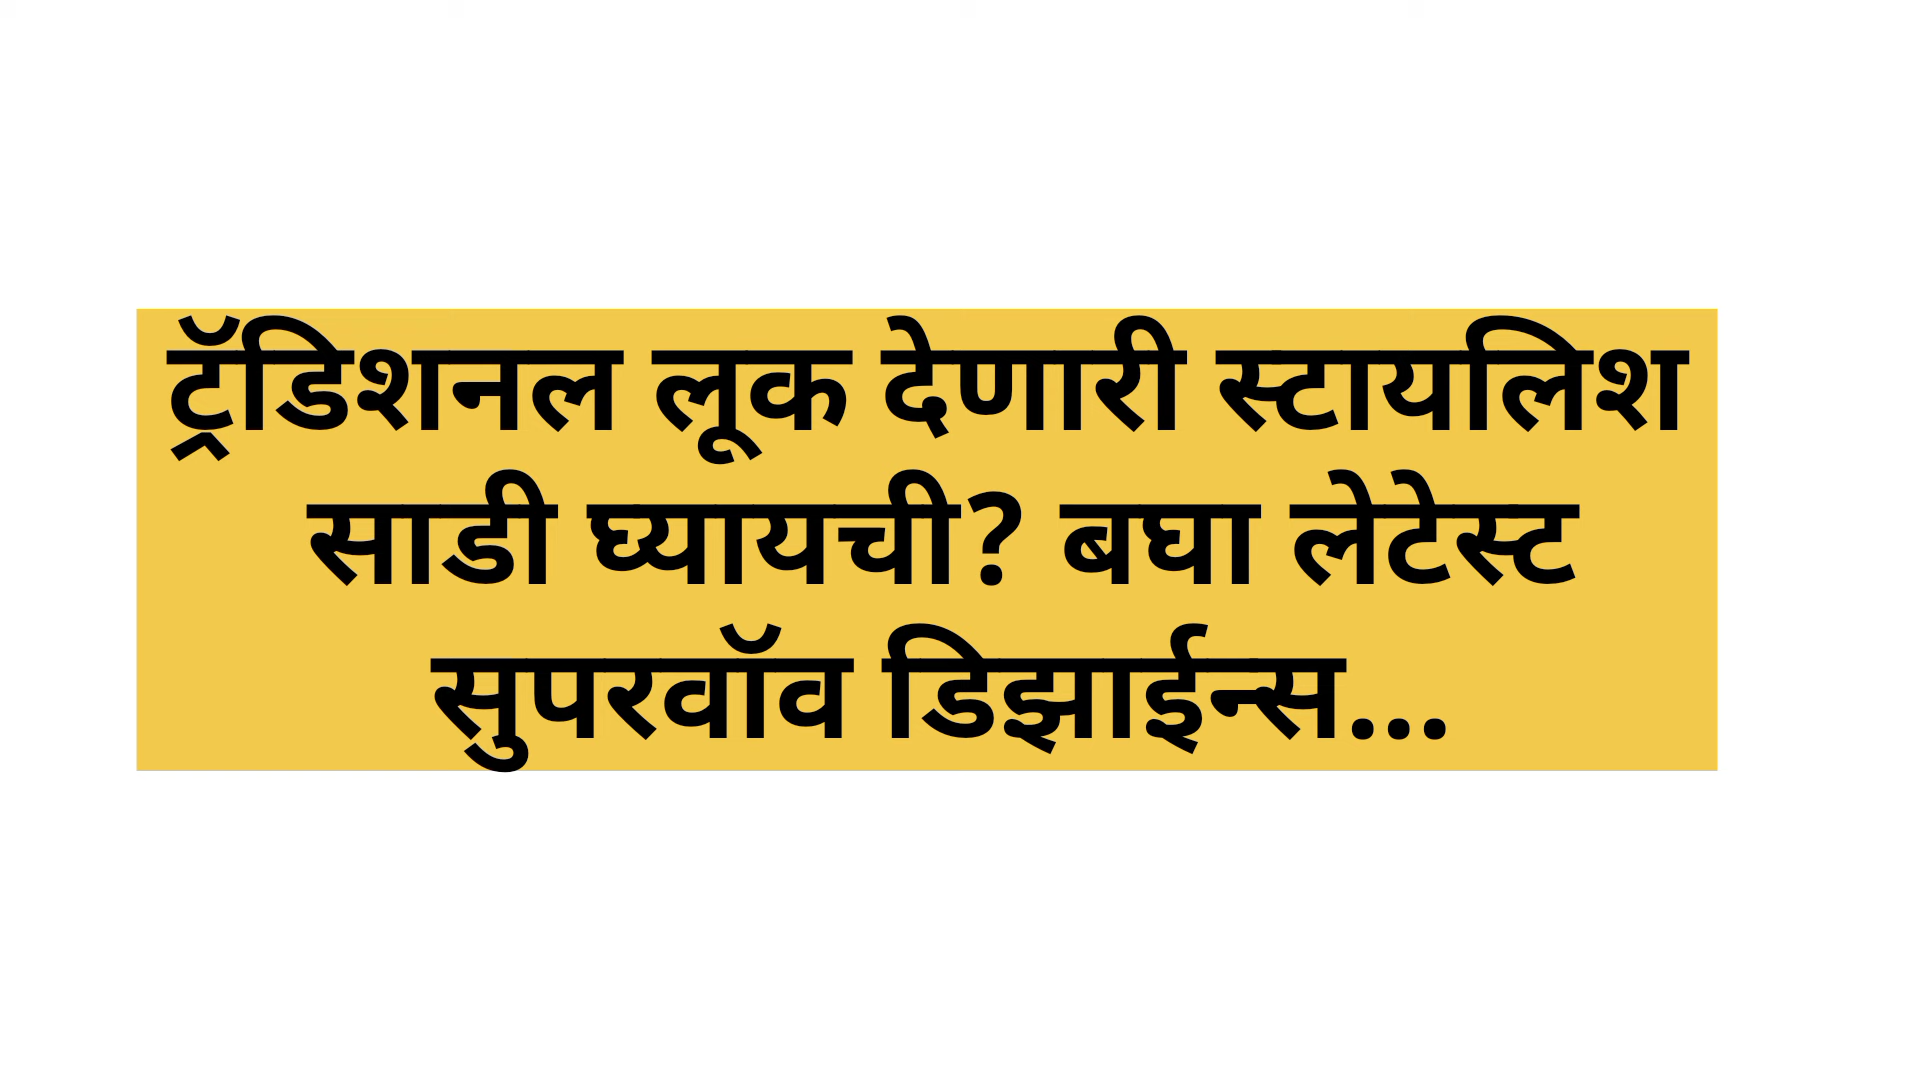 ट्रॅडिशनल लूक देणारी स्टायलिश
साडी घ्यायची? बघा लेटेस्ट
सुपरवॉव डिझाईन्स...